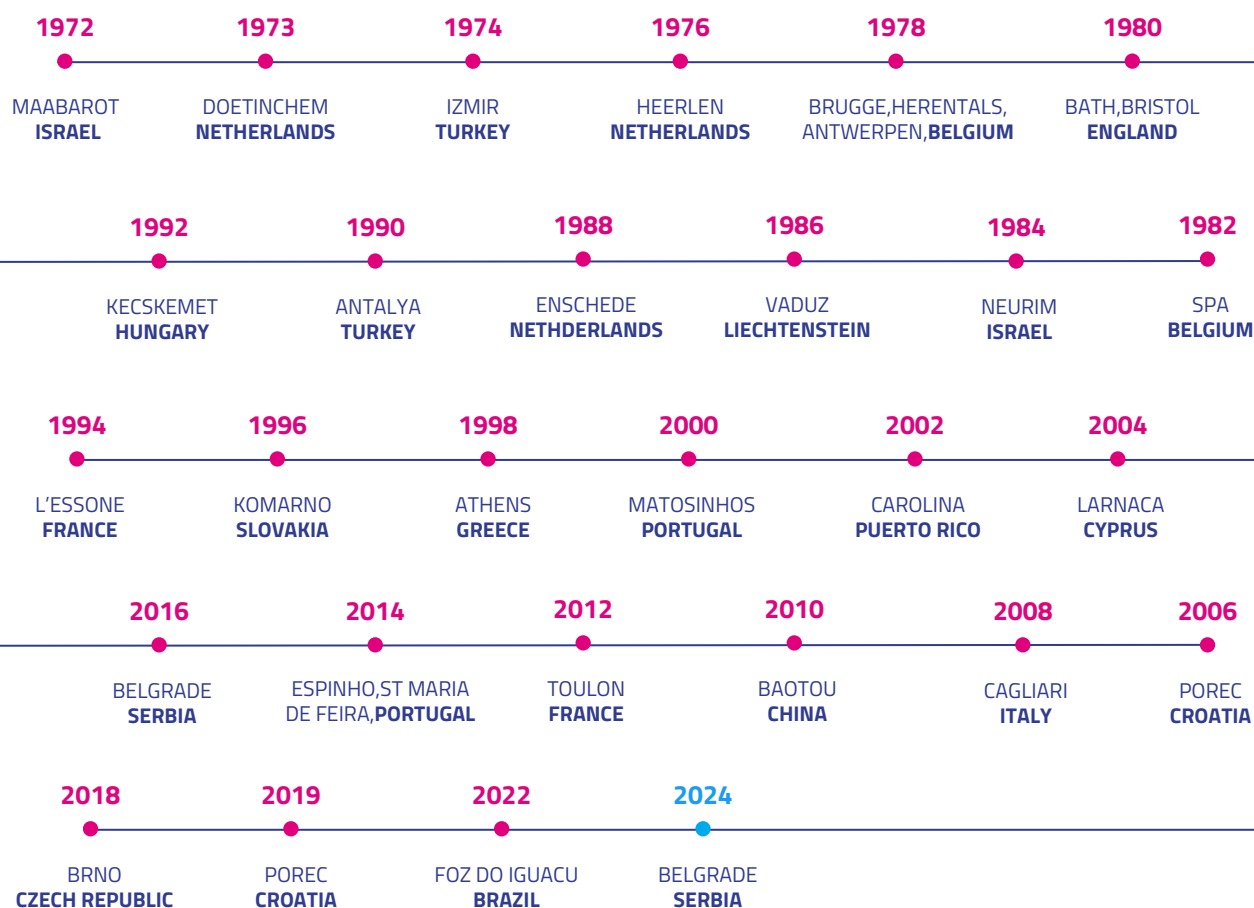 1972 1973 1974 1976 1978 1980
MAABAROT DOETINCHEM IZMIR HEERLEN BRUGGE,HERENTALS, BATH,BRISTOL
ISRAEL NETHERLANDS TURKEY NETHERLANDS ANTWERPEN,BELGIUM ENGLAND
1992 1990 1988 1986 1984 1982
KECSKEMET ANTALYA ENSCHEDE VADUZ NEURIM SPA
HUNGARY TURKEY NETHDERLANDS LIECHTENSTEIN ISRAEL BELGIUM
1994 1996 1998 2000 2002 2004
L'ESSONE KOMARNO ATHENS MATOSINHOS CAROLINA LARNACA
FRANCE SLOVAKIA GREECE PORTUGAL PUERTO RICO CYPRUS
2016 2014 2012 2010 2008 2006
BELGRADE ESPINHO,ST MARIA TOULON BAOTOU CAGLIARI POREC
SERBIA DE FEIRA,PORTUGAL FRANCE CHINA ITALY CROATIA
2018 2019 2022 2024
BRNO POREC FOZ DO IGUACU BELGRADE
CZECH REPUBLIC CROATIA BRAZIL SERBIA